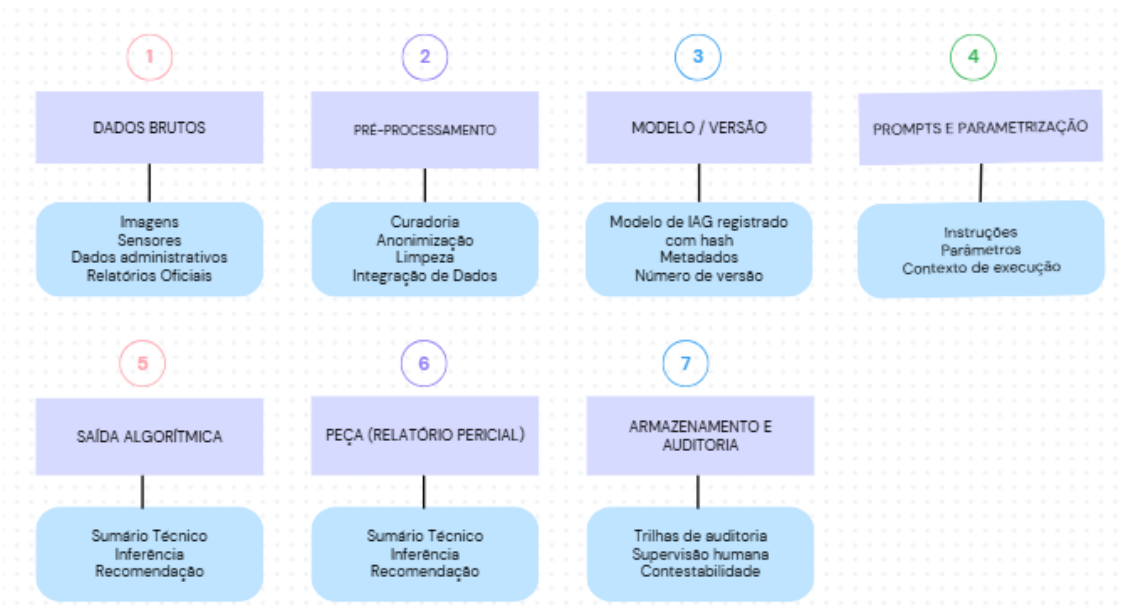 1
2
3
4
DADOS BRUTOS
PRÉ-PROCESSAMENTO
MODELO / VERSÃO
PROMPTS E PARAMETRIZAÇÃO
Imagens
Sensores
Dados administrativos
Relatórios Oficiais
Curadoria
Anonimização
Limpeza
Integração de Dados
Modelo de IAG registrado
com hash
Metadados
Número de versão
Instruções
Parâmetros
Contexto de execução
5
6
7
SAÍDA ALGORÍTMICA
PEÇA (RELATÓRIO PERICIAL)
ARMAZENAMENTO E
AUDITORIA
Sumário Técnico
Inferência
Recomendação
Sumário Técnico
Inferência
Recomendação
Trilhas de auditoria
Supervisão humana
Contestabilidade